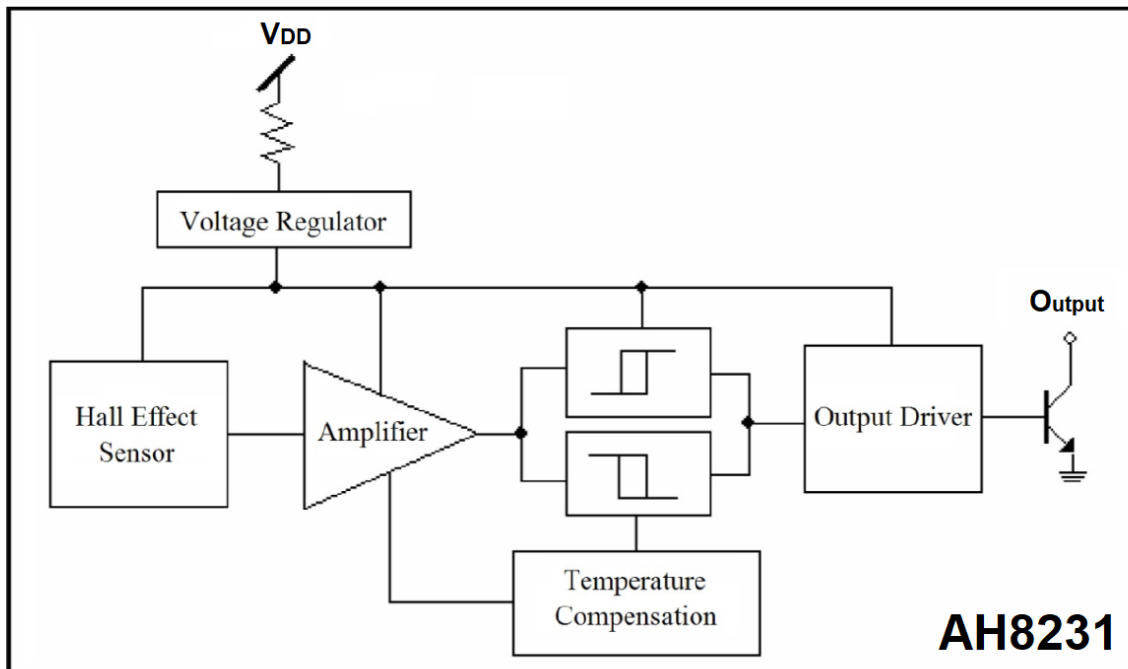 VDD
Voltage Regulator
Output
Hall Effect
Sensor
Amplifier
Output Driver
Temperature
Compensation
AH8231